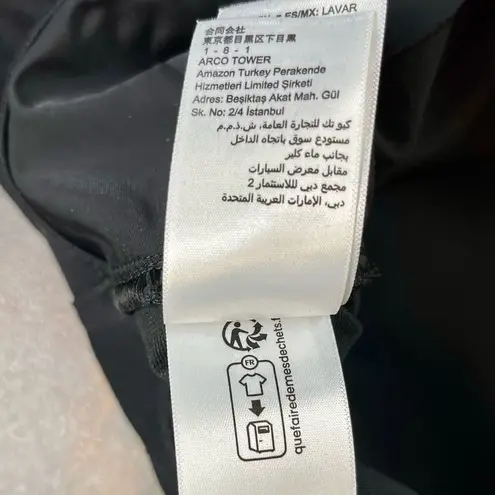 = ES/MX: LAVAR
合同会社
東京都目黒区下目黒
1 - 8 - 1
ARCO TOWER
Amazon Turkey Perakende
Hizmetleri Limited Şirketi
Adres: Beşiktaş Akat Mah. Gül
Sk. No: 2/4 İstanbul
كيو تك للتجارة العامة، ش.ذ.م.م
مستودع سوق باتجاه الداخل
بجانب ماء كلير
مقابل معرض السيارات
مجمع دبي للاستثمار 2
دبي، الإمارات العربية المتحدة
FR
quefairedemesdechets.f